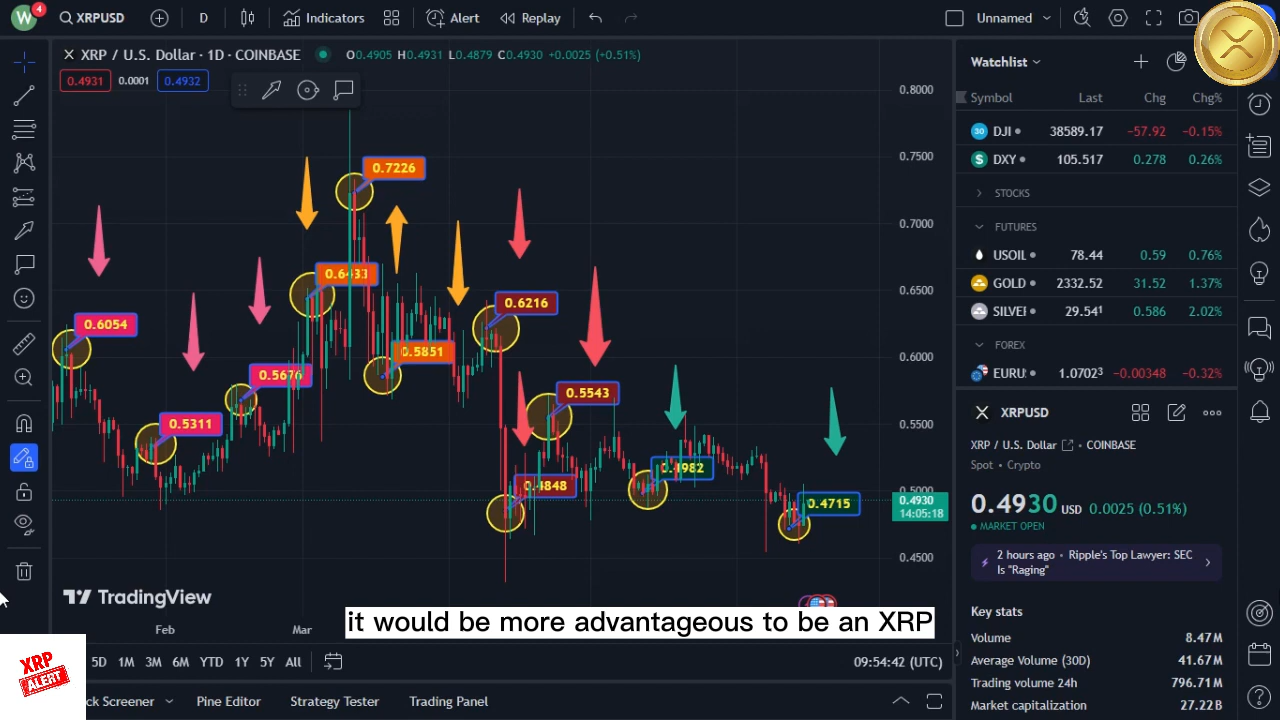 W 4 XRPUSD D Indicators Alert Replay Unnamed
XRP / U.S. Dollar · 1D · COINBASE O0.4905 H0.4931 L0.4879 C0.4930 +0.0025 (+0.51%)
0.4931 0.0001 0.4932
0.8000
0.7500
0.7000
0.6500
0.6000
0.5500
0.5000
0.4930
14:05:18
0.4500
0.7226
0.6433
0.6054
0.6216
0.5851
0.5676
0.5543
0.5311
0.4848
0.4982
0.4715
TradingView
it would be more advantageous to be an XRP
Feb Mar
XRP
ALERT
5D 1M 3M 6M YTD 1Y 5Y All 09:54:42 (UTC)
ck Screener Pine Editor Strategy Tester Trading Panel
Watchlist
Symbol Last Chg Chg%
30 DJI 38589.17 −57.92 −0.15%
$ DXY 105.517 0.278 0.26%
STOCKS
FUTURES
USOIL 78.44 0.59 0.76%
GOLD 2332.52 31.52 1.37%
SILVEI 29.541 0.586 2.02%
FOREX
EURU 1.07023 −0.00348 −0.32%
XRPUSD
XRP / U.S. Dollar COINBASE
Spot • Crypto
0.4930 USD 0.0025 (0.51%)
MARKET OPEN
2 hours ago • Ripple's Top Lawyer: SEC
Is "Raging"
Key stats
Volume 8.47M
Average Volume (30D) 41.67M
Trading volume 24h 796.71M
Market capitalization 27.22B